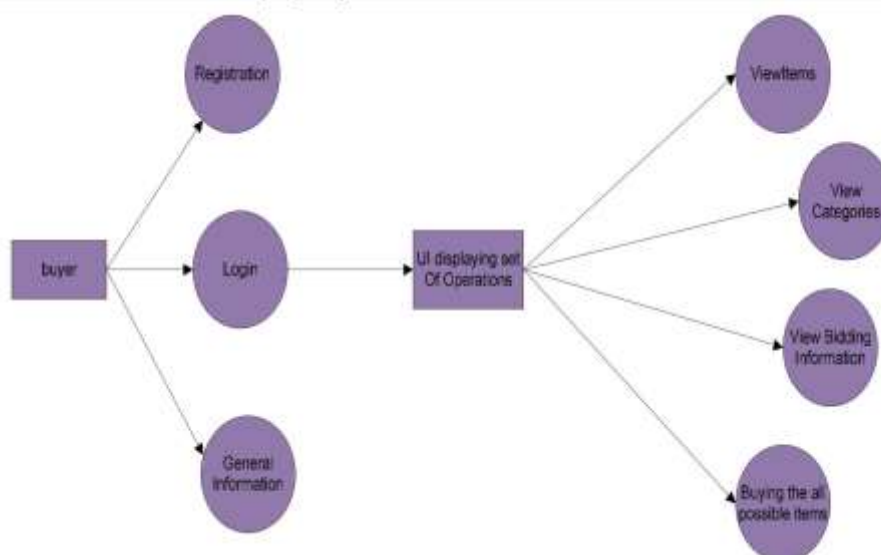 Registration
ViewItems
View
Categories
buyer
Login
UI displaying set
Of Operations
View Bidding
Information
General
Information
Buying the all
possible items